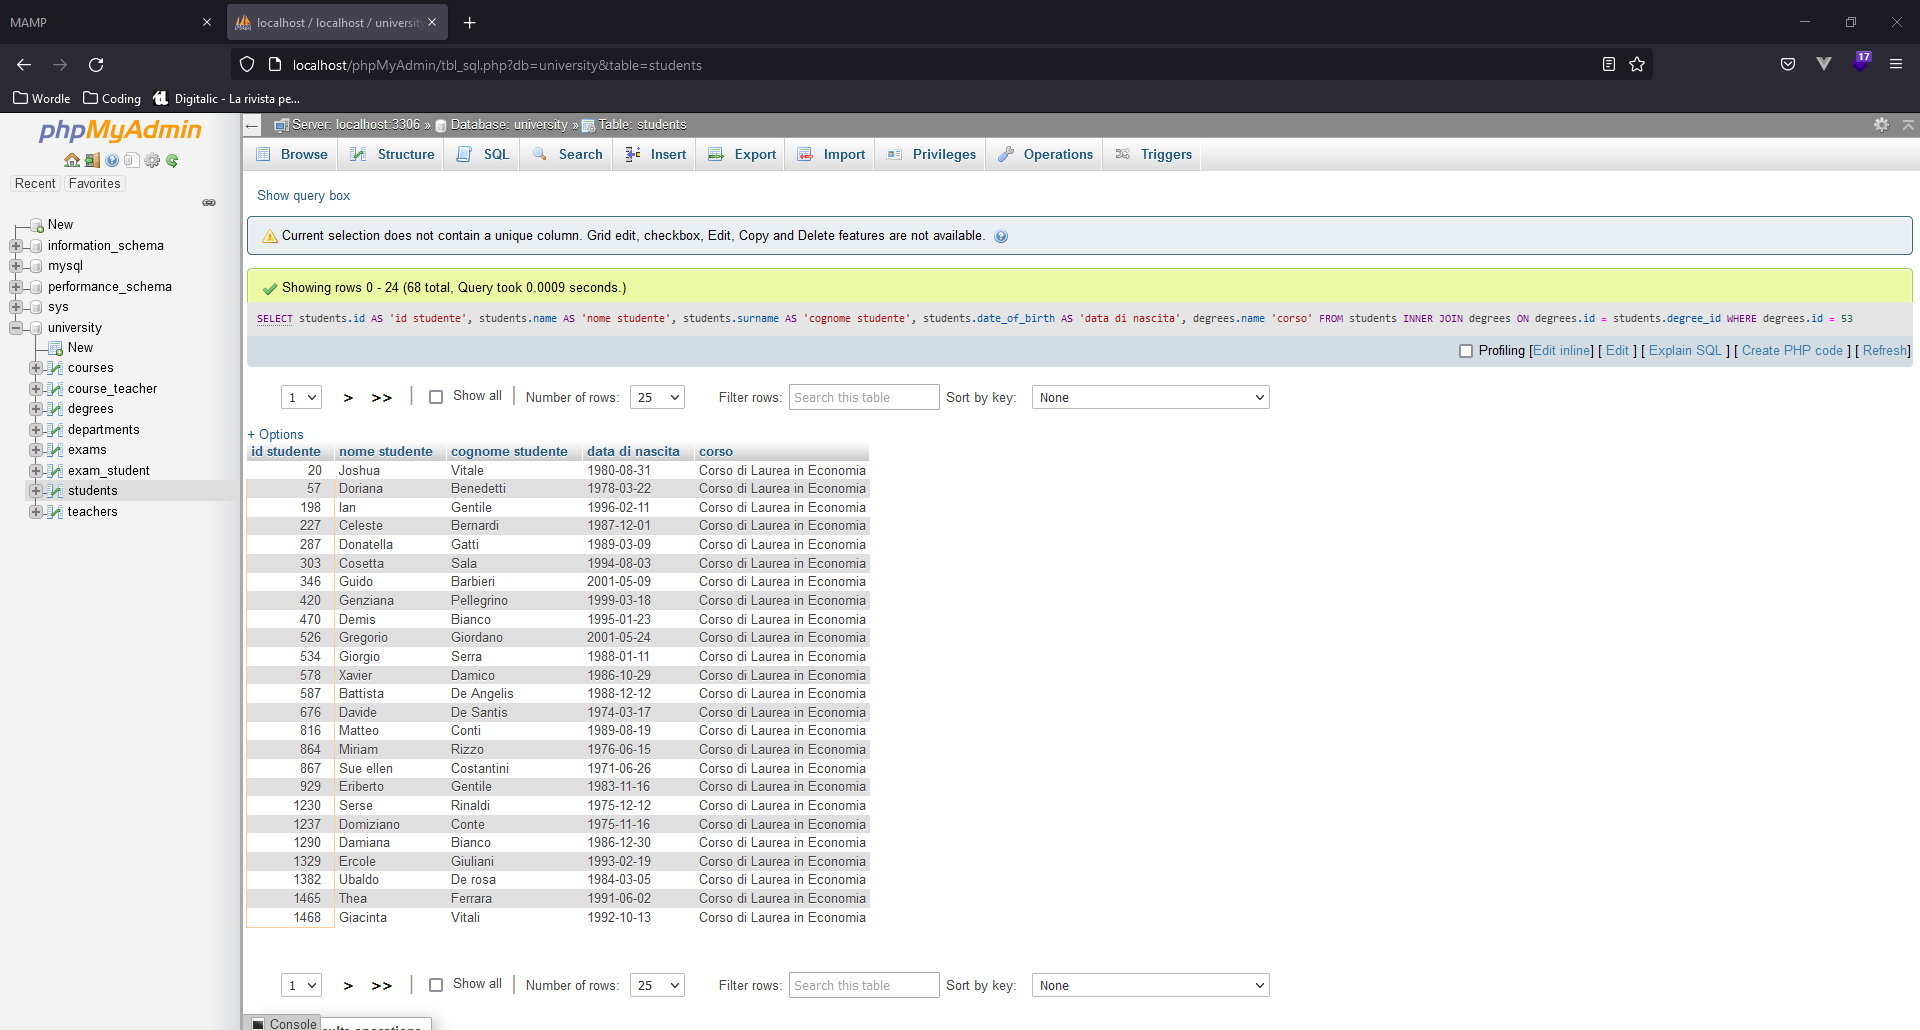 MAMP
localhost / localhost / university
localhost/phpMyAdmin/tbl_sql.php?db=university&table=students
17
Wordle Coding Digitalic - La rivista pe...
phpMyAdmin
Recent Favorites
New
information_schema
mysql
performance_schema
sys
university
New
courses
course_teacher
degrees
departments
exams
exam_student
students
teachers
Server: localhost:3306 » Database: university » Table: students
Browse Structure SQL Search Insert Export Import Privileges Operations Triggers
Show query box
Current selection does not contain a unique column. Grid edit, checkbox, Edit, Copy and Delete features are not available.
Showing rows 0 - 24 (68 total, Query took 0.0009 seconds.)
SELECT students.id AS 'id studente', students.name AS 'nome studente', students.surname AS 'cognome studente', students.date_of_birth AS 'data di nascita', degrees.name 'corso' FROM students INNER JOIN degrees ON degrees.id = students.degree_id WHERE degrees.id = 53
Profiling [Edit inline] [ Edit ] [ Explain SQL ] [ Create PHP code ] [ Refresh]
1 > >> | Show all | Number of rows: 25 Filter rows: Search this table Sort by key: None
+ Options
id studente nome studente cognome studente data di nascita corso
20 Joshua Vitale 1980-08-31 Corso di Laurea in Economia
57 Doriana Benedetti 1978-03-22 Corso di Laurea in Economia
198 Ian Gentile 1996-02-11 Corso di Laurea in Economia
227 Celeste Bernardi 1987-12-01 Corso di Laurea in Economia
287 Donatella Gatti 1989-03-09 Corso di Laurea in Economia
303 Cosetta Sala 1994-08-03 Corso di Laurea in Economia
346 Guido Barbieri 2001-05-09 Corso di Laurea in Economia
420 Genziana Pellegrino 1999-03-18 Corso di Laurea in Economia
470 Demis Bianco 1995-01-23 Corso di Laurea in Economia
526 Gregorio Giordano 2001-05-24 Corso di Laurea in Economia
534 Giorgio Serra 1988-01-11 Corso di Laurea in Economia
578 Xavier Damico 1986-10-29 Corso di Laurea in Economia
587 Battista De Angelis 1988-12-12 Corso di Laurea in Economia
676 Davide De Santis 1974-03-17 Corso di Laurea in Economia
816 Matteo Conti 1989-08-19 Corso di Laurea in Economia
864 Miriam Rizzo 1976-06-15 Corso di Laurea in Economia
867 Sue ellen Costantini 1971-06-26 Corso di Laurea in Economia
929 Eriberto Gentile 1983-11-16 Corso di Laurea in Economia
1230 Serse Rinaldi 1975-12-12 Corso di Laurea in Economia
1237 Domiziano Conte 1975-11-16 Corso di Laurea in Economia
1290 Damiana Bianco 1986-12-30 Corso di Laurea in Economia
1329 Ercole Giuliani 1993-02-19 Corso di Laurea in Economia
1382 Ubaldo De rosa 1984-03-05 Corso di Laurea in Economia
1465 Thea Ferrara 1991-06-02 Corso di Laurea in Economia
1468 Giacinta Vitali 1992-10-13 Corso di Laurea in Economia
1 > >> | Show all | Number of rows: 25 Filter rows: Search this table Sort by key: None
Console